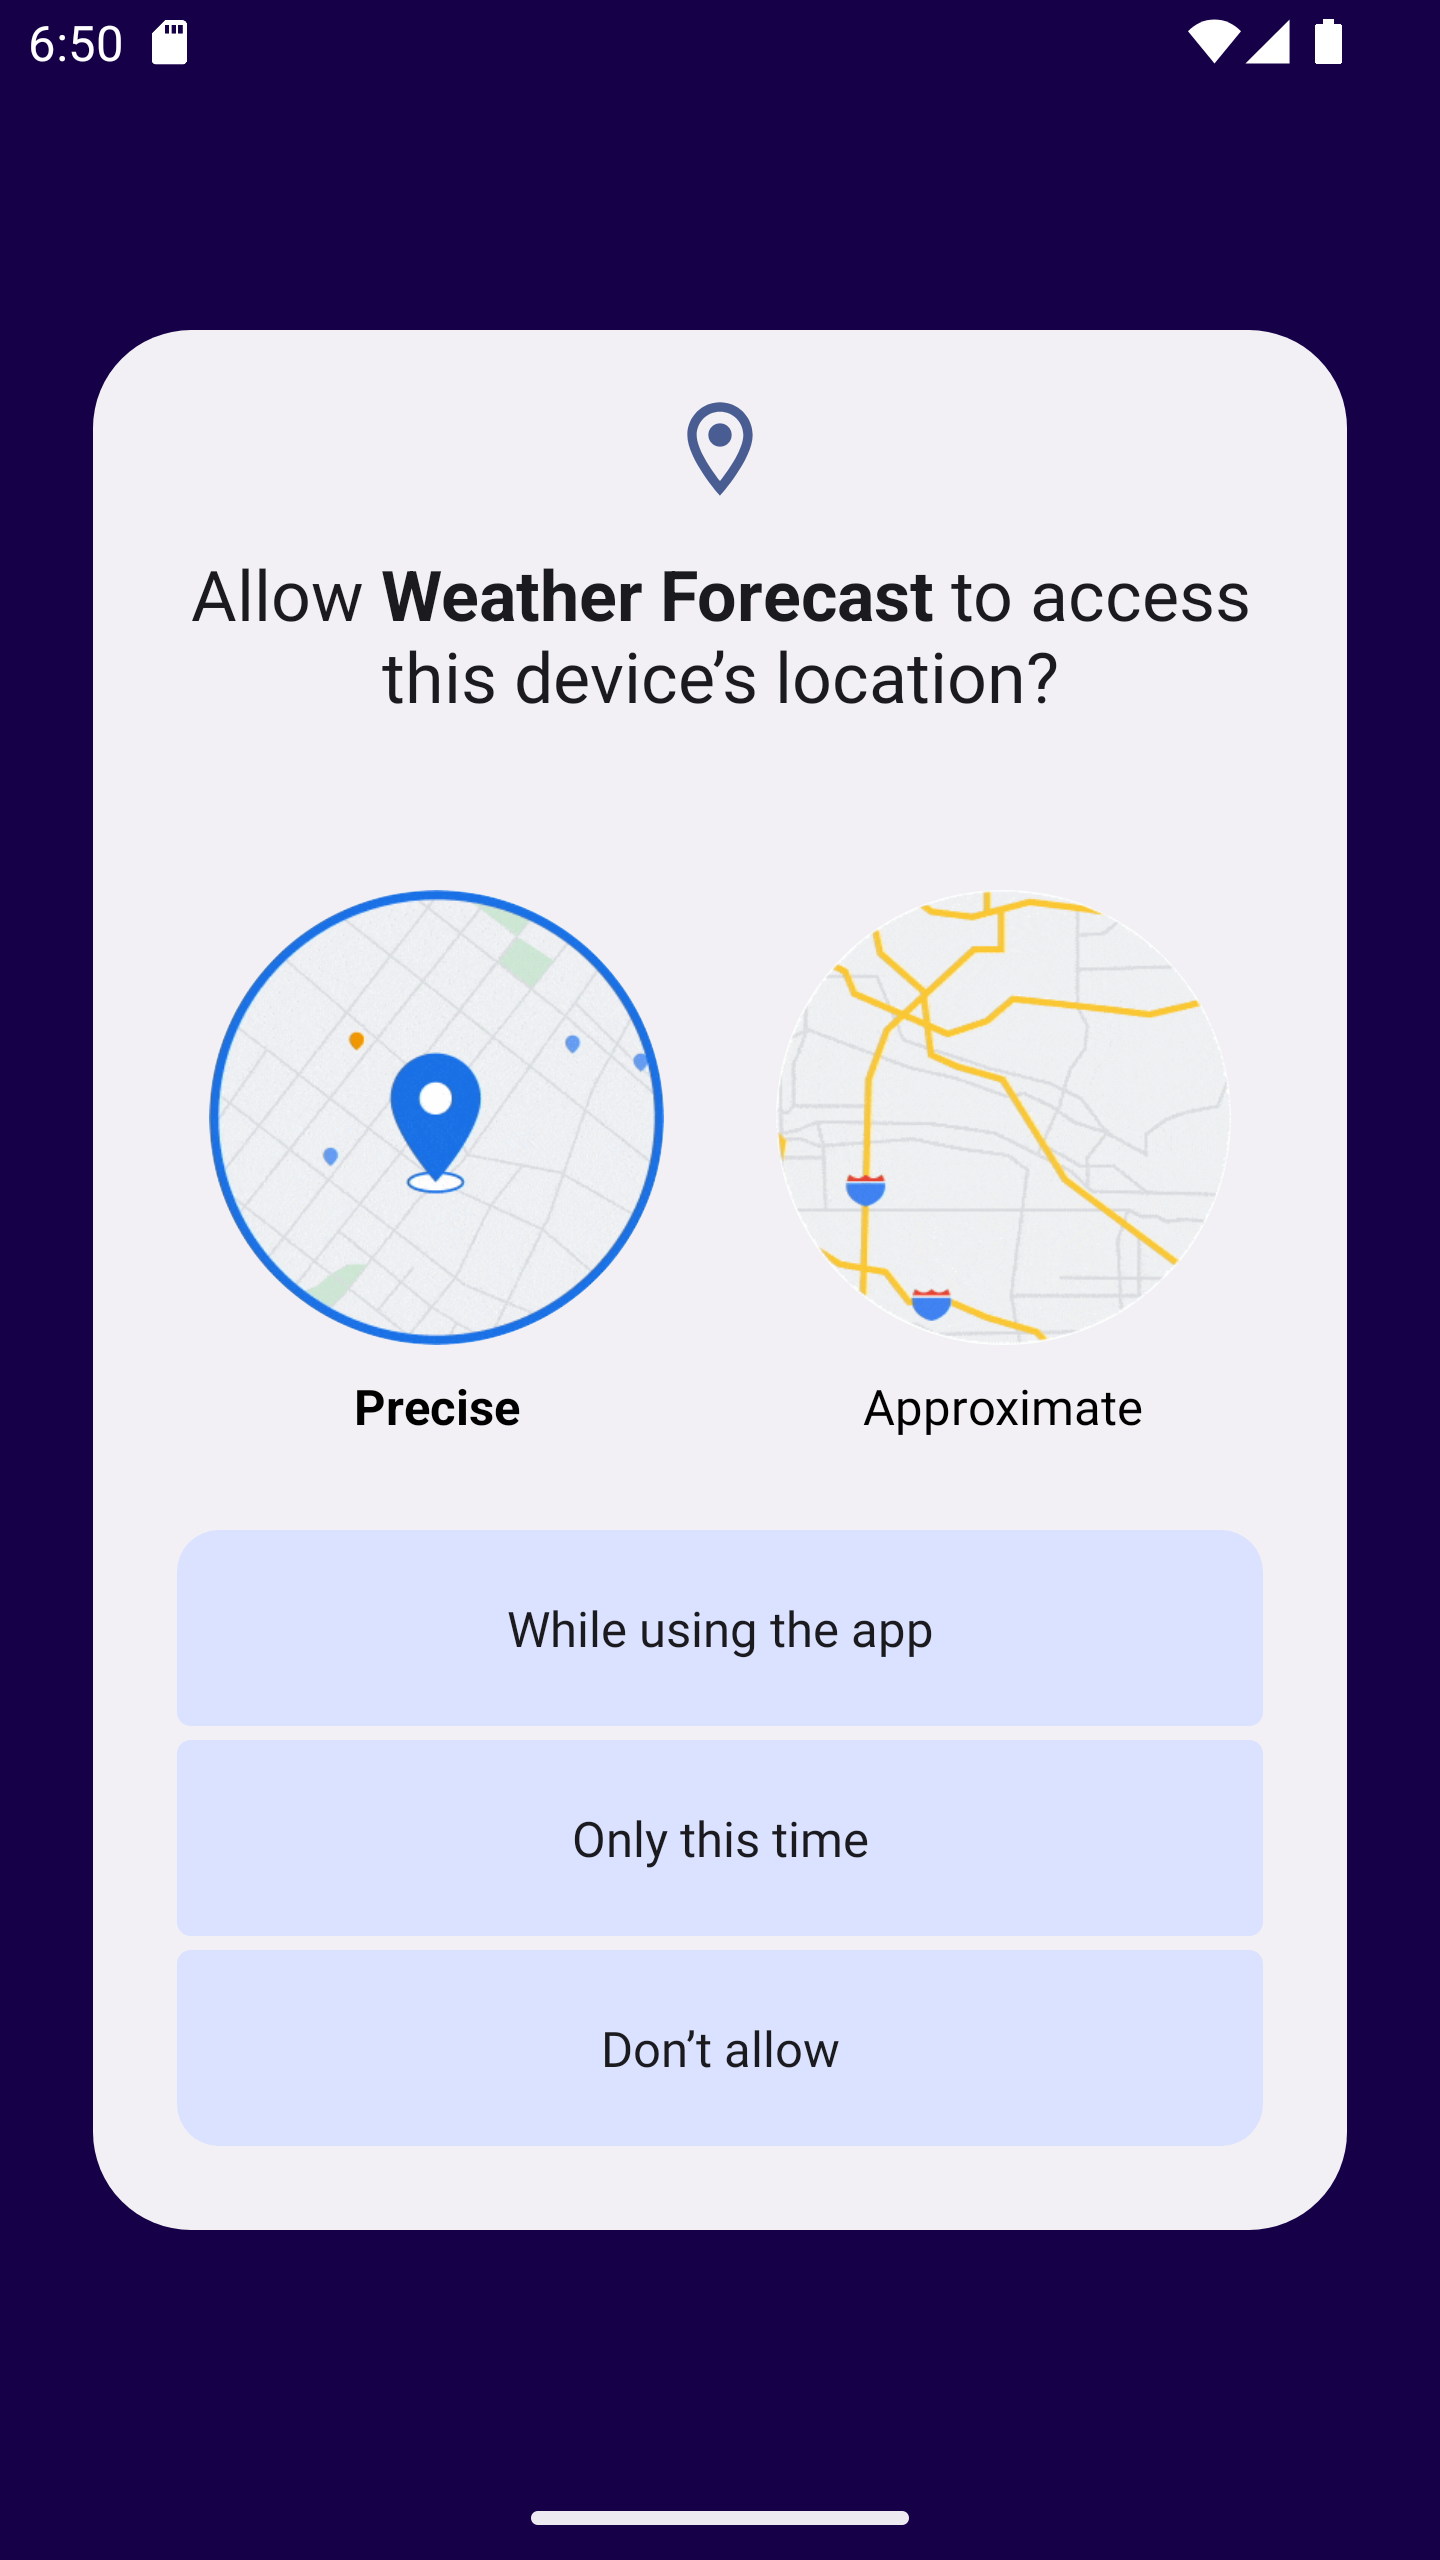 6:50
Allow Weather Forecast to access
this device’s location?
Precise
Approximate
While using the app
Only this time
Don’t allow